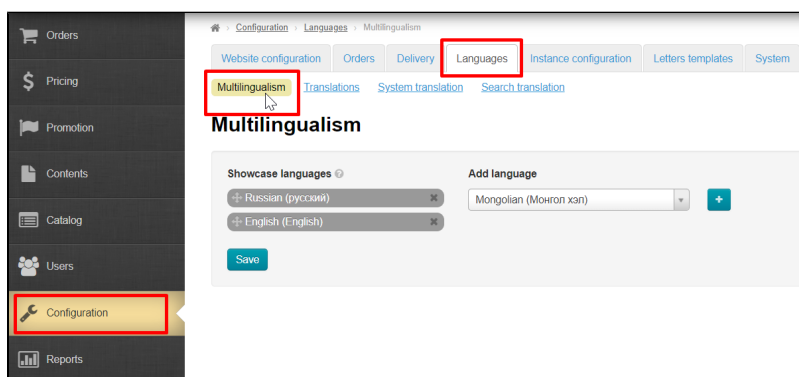 Configuration › Languages › Multilingualism
Orders
Pricing
Promotion
Contents
Catalog
Users
Configuration
Reports
Website configuration Orders Delivery Languages Instance configuration Letters templates System
Multilingualism Translations System translation Search translation
Multilingualism
Showcase languages ?
Add language
Russian (русский) ×
Mongolian (Монгол хэл)
+
English (English) ×
Save